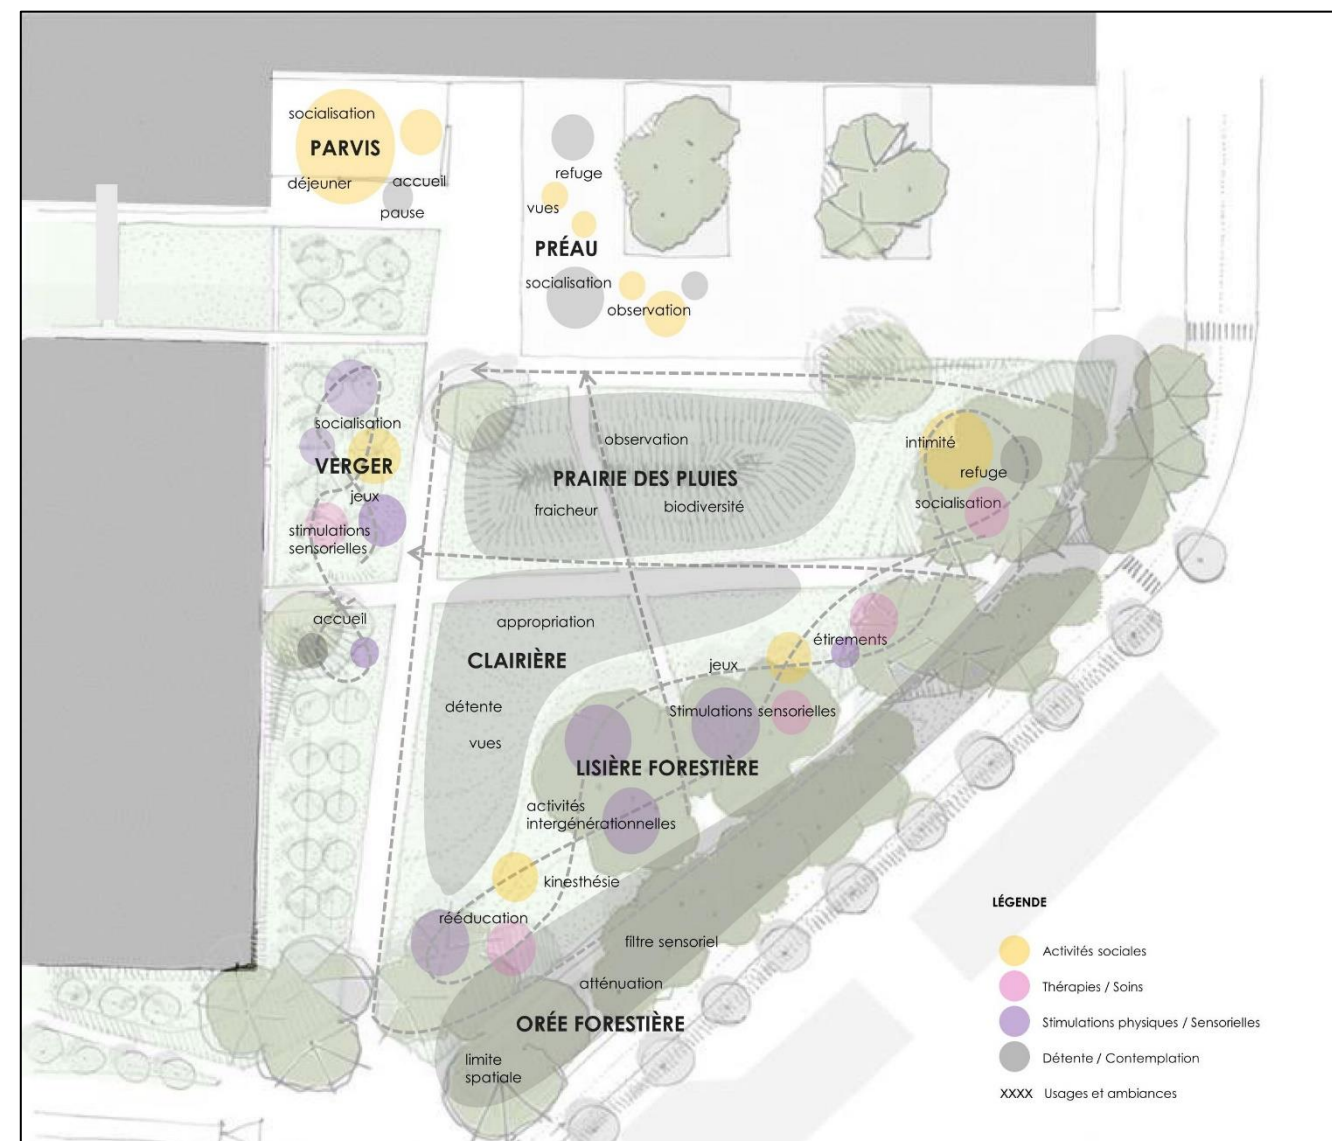 socialisation
PARVIS
déjeuner
accueil
pause
refuge
vues
PRÉAU
socialisation
observation
socialisation
VERGER
jeux
stimulations
sensorielles
accueil
observation
PRAIRIE DES PLUIES
fraicheur
biodiversité
intimité
refuge
socialisation
appropriation
CLAIRIÈRE
détente
vues
étirements
jeux
Stimulations sensorielles
LISIÈRE FORESTIÈRE
activités
intergénérationnelles
kinesthésie
rééducation
filtre sensoriel
atténuation
ORÉE FORESTIÈRE
limite
spatiale
LÉGENDE
Activités sociales
Thérapies / Soins
Stimulations physiques / Sensorielles
Détente / Contemplation
XXXX Usages et ambiances